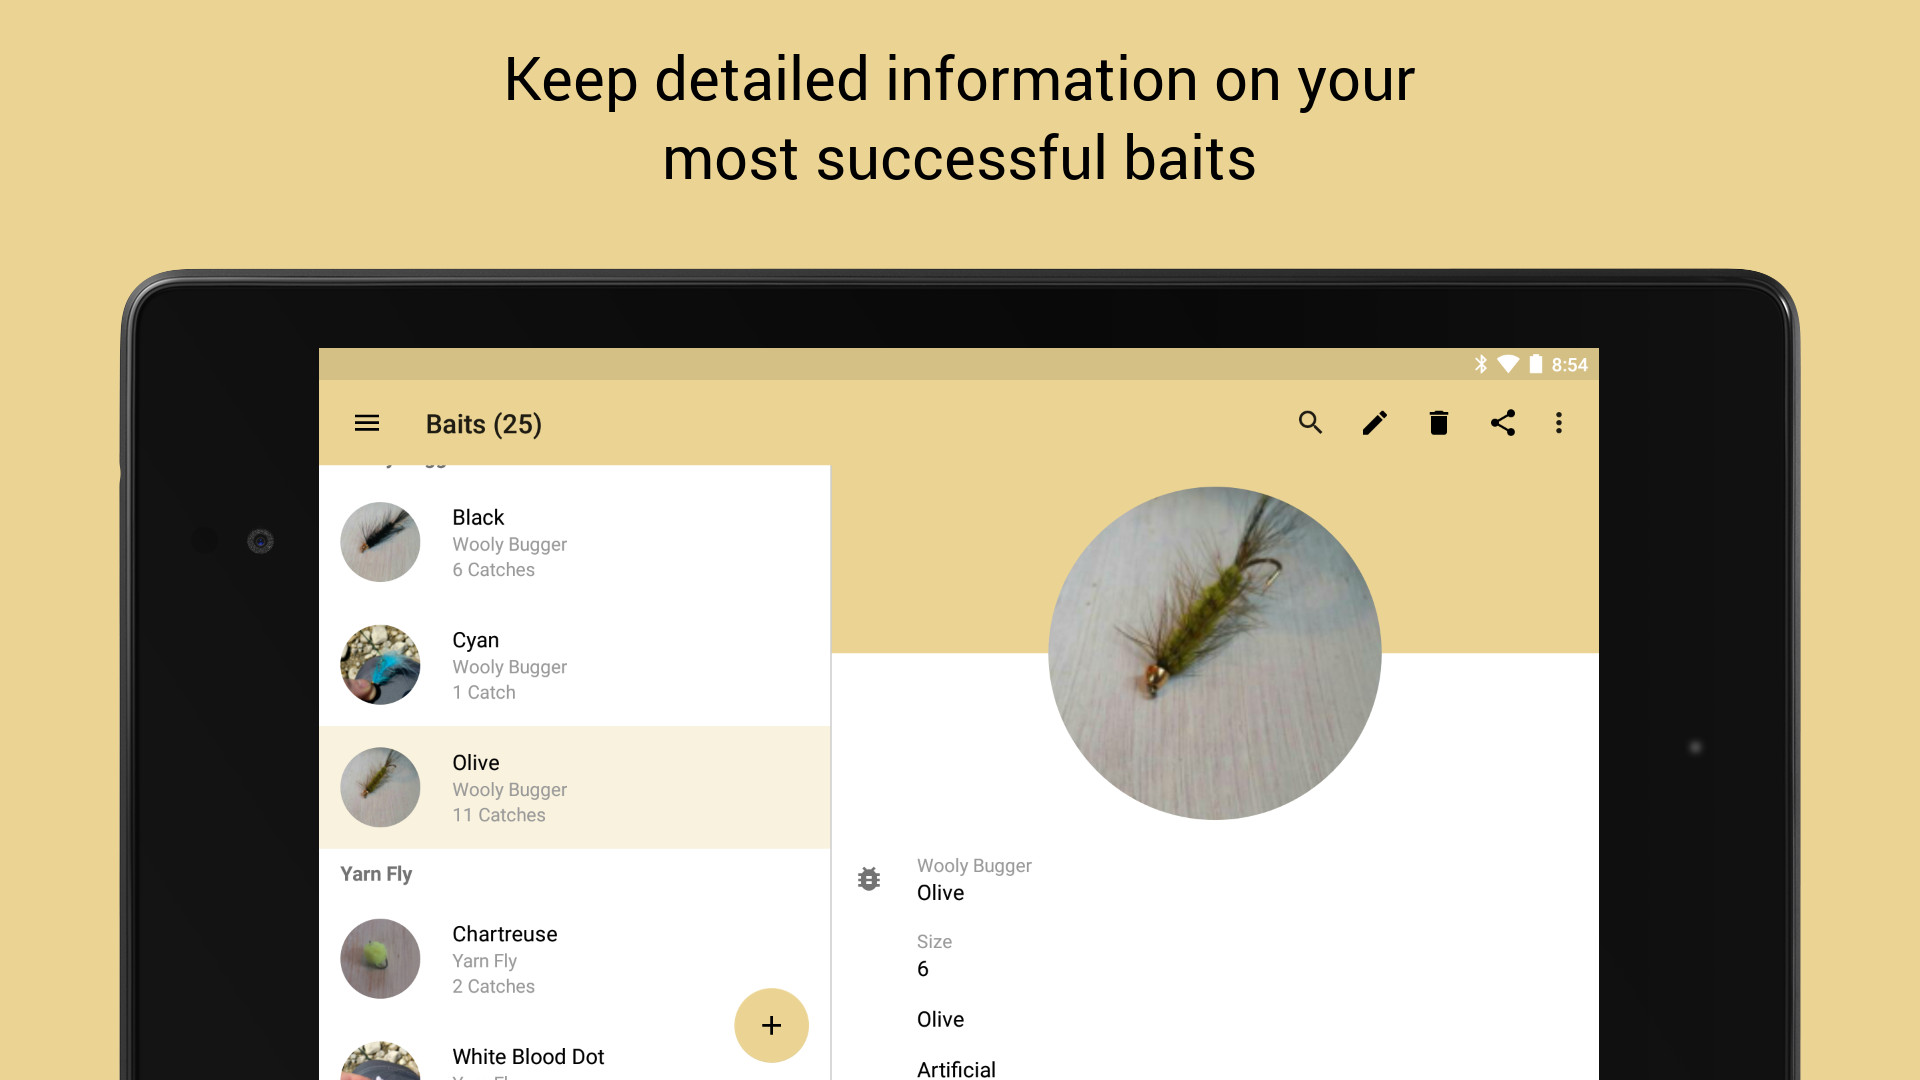 Keep detailed information on your
most successful baits
8:54
Baits (25)
Black
Wooly Bugger
6 Catches
Cyan
Wooly Bugger
1 Catch
Olive
Wooly Bugger
11 Catches
Yarn Fly
Chartreuse
Yarn Fly
2 Catches
White Blood Dot
Wooly Bugger
Olive
Size
6
Olive
Artificial